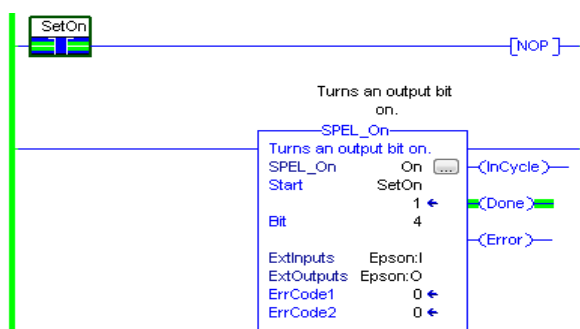 SetOn
[NOP]
Turns an output bit
on.
SPEL_On
Turns an output bit on.
SPEL_On On ...
Start SetOn
1
Bit 4
ExtInputs Epson:I
ExtOutputs Epson:O
ErrCode1 0
ErrCode2 0
(InCycle)
(Done)
(Error)